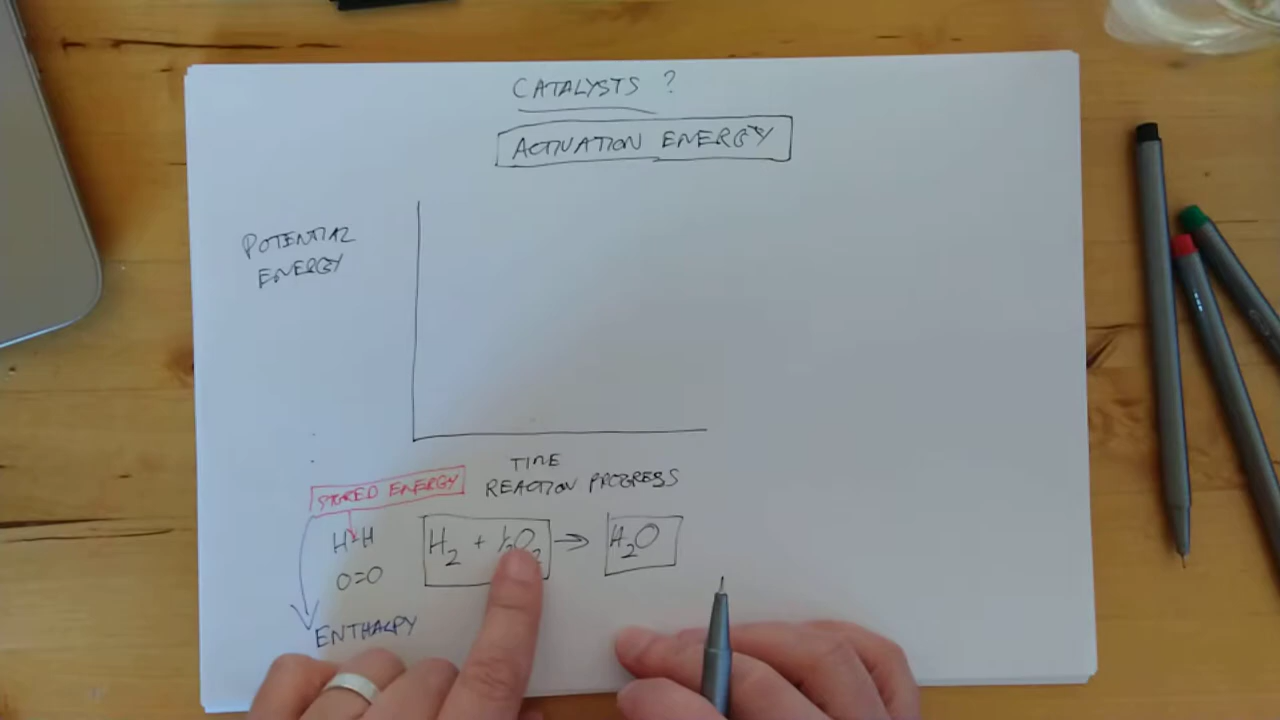 CATALYSTS ?
ACTIVATION ENERGY
POTENTIAL
ENERGY
TIME
REACTION PROGRESS
STORED ENERGY
H-H
O=O
H₂ + ½O₂ → H₂O
ENTHALPY